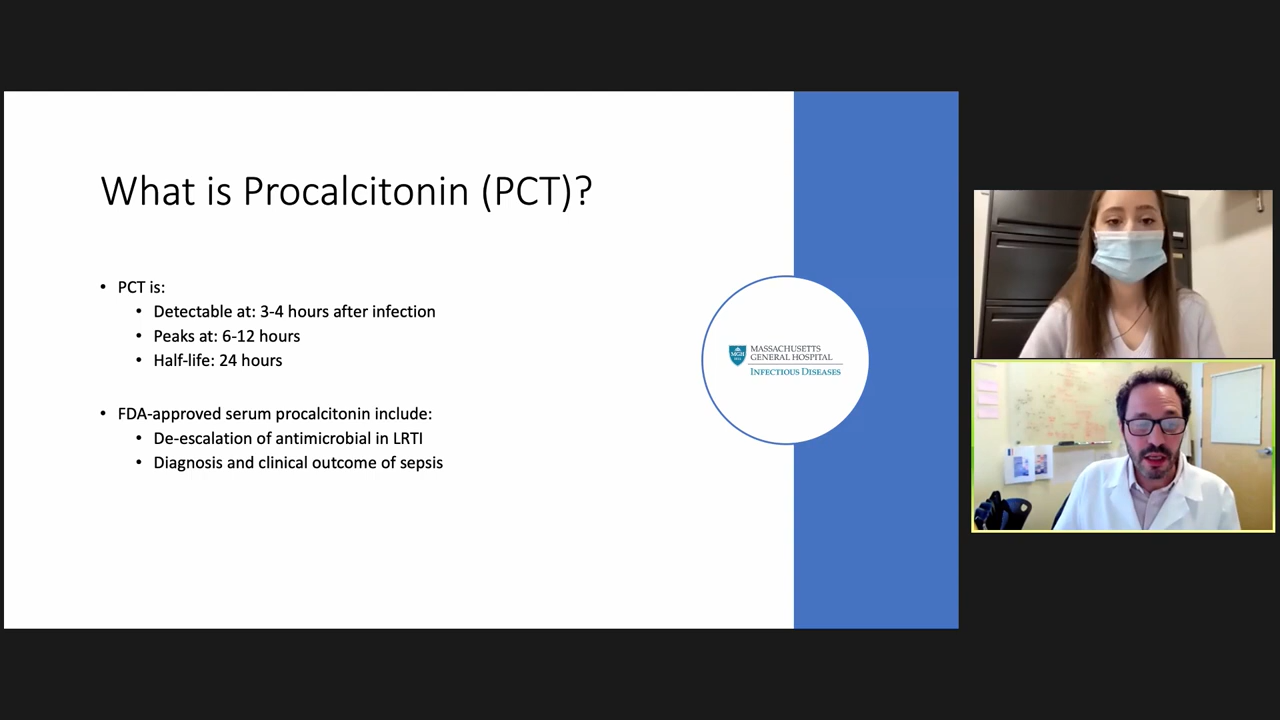 What is Procalcitonin (PCT)?
• PCT is:
• Detectable at: 3-4 hours after infection
• Peaks at: 6-12 hours
• Half-life: 24 hours
• FDA-approved serum procalcitonin include:
• De-escalation of antimicrobial in LRTI
• Diagnosis and clinical outcome of sepsis
MGH
MASSACHUSETTS
GENERAL HOSPITAL
INFECTIOUS DISEASES